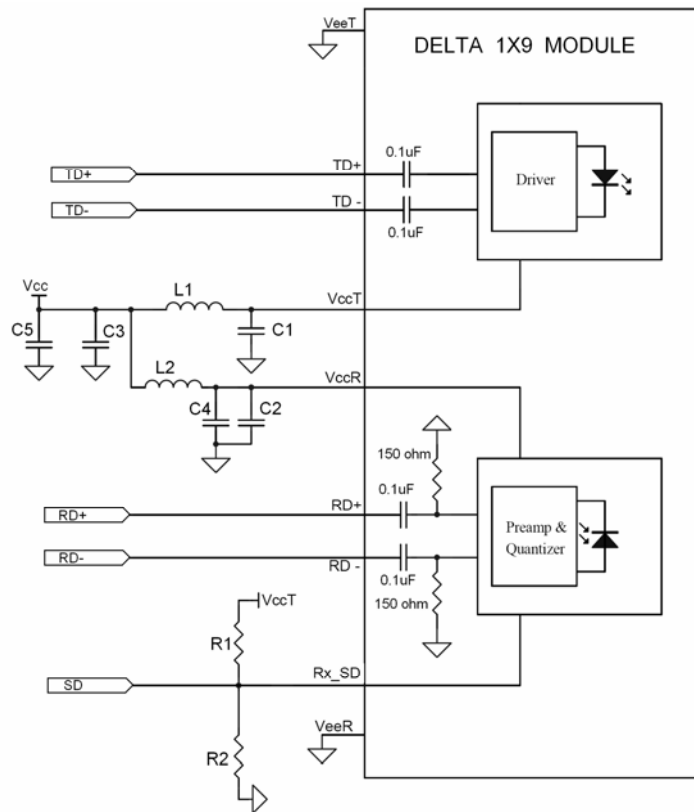 VeeT
DELTA 1X9 MODULE
0.1uF
TD+
TD+
Driver
TD-
TD -
0.1uF
Vcc
L1
VccT
C5
C3
C1
L2
VccR
C4
C2
150 ohm
0.1uF
RD+
RD+
Preamp &
Quantizer
RD-
RD -
0.1uF
150 ohm
VccT
R1
Rx_SD
SD
VeeR
R2